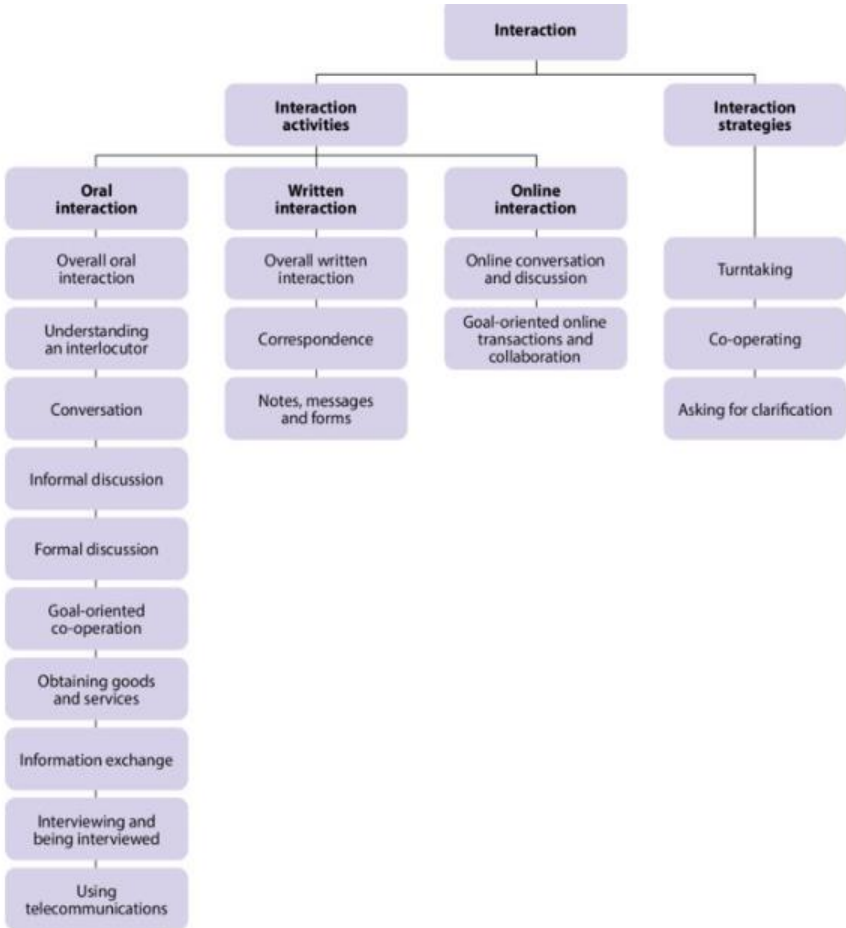 Interaction
Interaction
activities
Interaction
strategies
Oral
interaction
Written
interaction
Online
interaction
Overall oral
interaction
Overall written
interaction
Online conversation
and discussion
Turntaking
Understanding
an interlocutor
Correspondence
Goal-oriented online
transactions and
collaboration
Co-operating
Conversation
Notes, messages
and forms
Asking for clarification
Informal discussion
Formal discussion
Goal-oriented
co-operation
Obtaining goods
and services
Information exchange
Interviewing and
being interviewed
Using
telecommunications